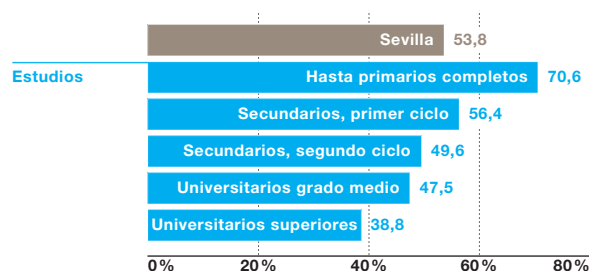 Sevilla 53,8
Estudios Hasta primarios completos 70,6
Secundarios, primer ciclo 56,4
Secundarios, segundo ciclo 49,6
Universitarios grado medio 47,5
Universitarios superiores 38,8
0% 20% 40% 60% 80%